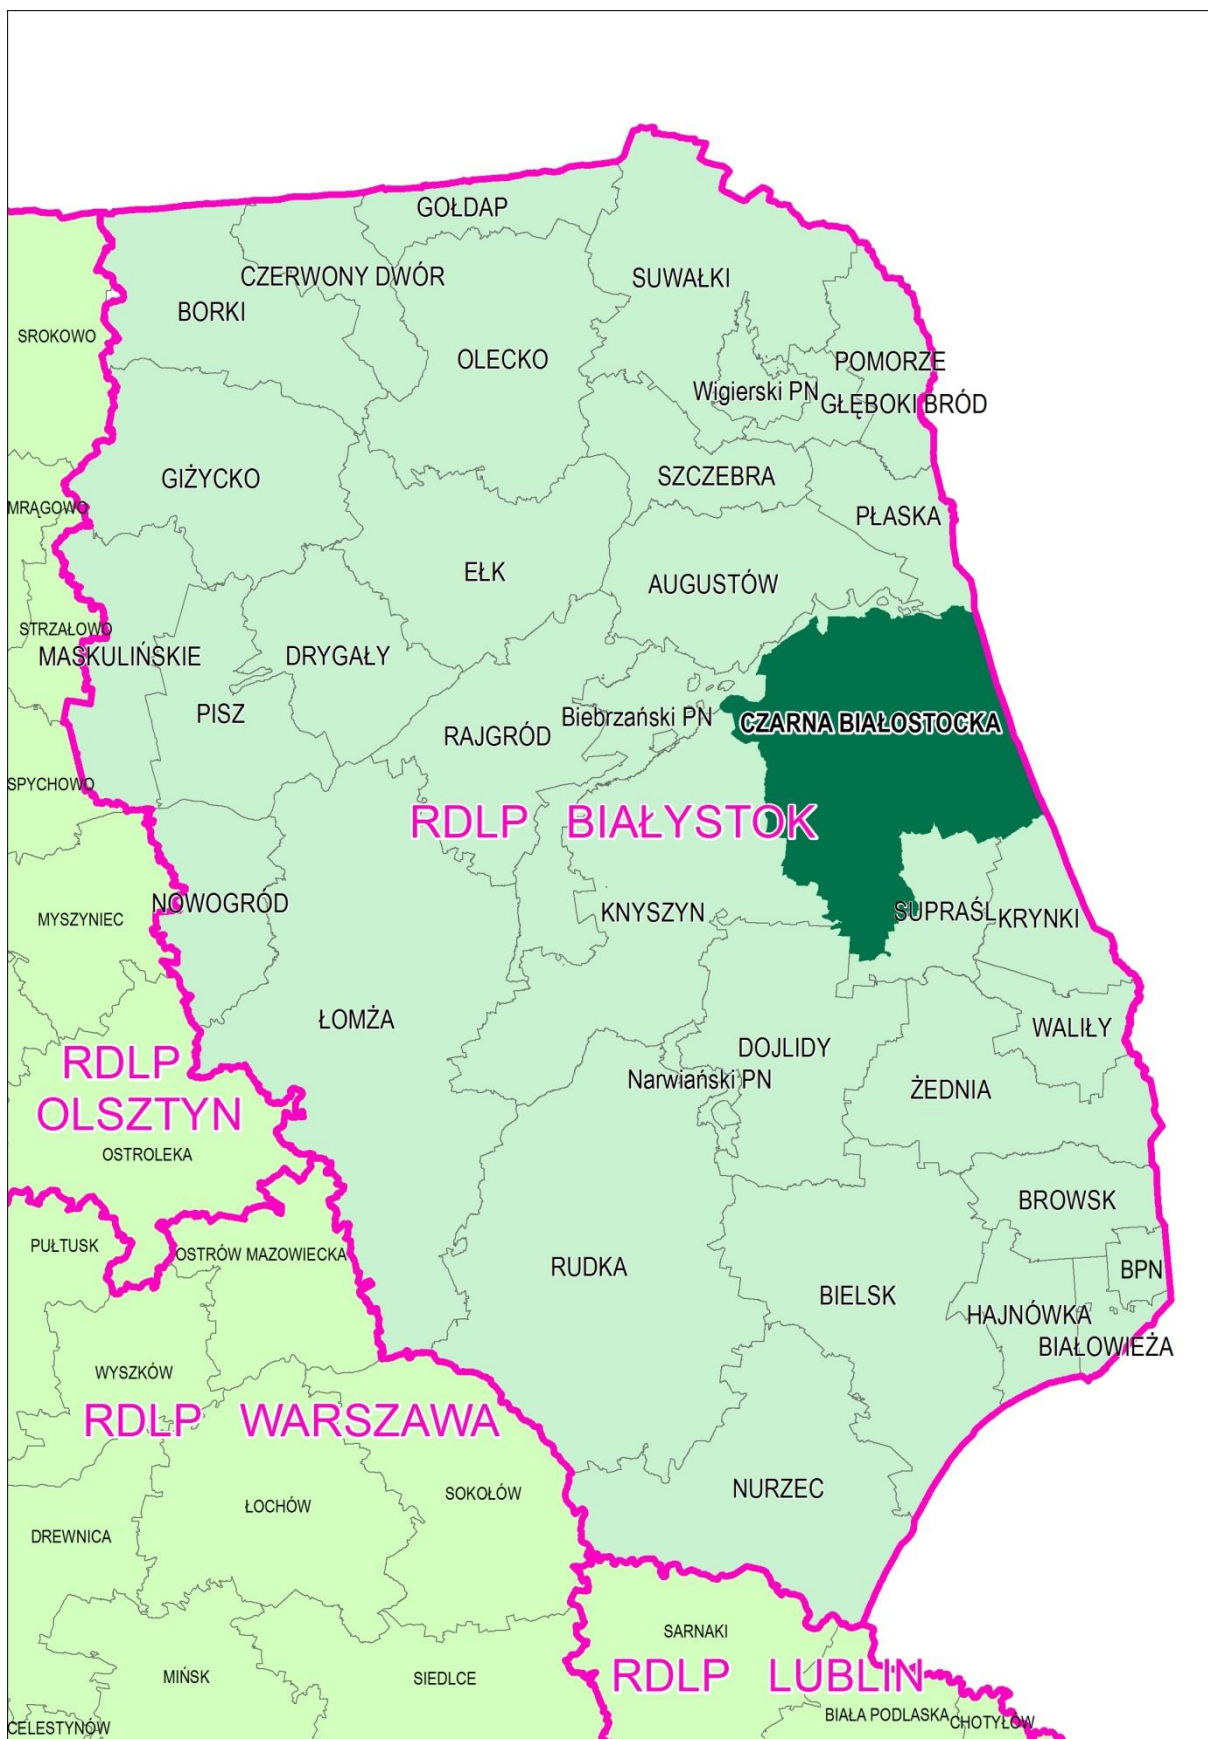 GOŁDAP
CZERWONY DWÓR
SUWAŁKI
BORKI
SROKOWO
OLECKO
POMORZE
Wigierski PN
GŁĘBOKI BRÓD
GIŻYCKO
SZCZEBRA
MRĄGOWO
PŁASKA
EŁK
AUGUSTÓW
STRZAŁOWO
MASKULIŃSKIE
DRYGAŁY
PISZ
Biebrzański PN
CZARNA BIAŁOSTOCKA
RAJGRÓD
SPYCHOWO
RDLP BIAŁYSTOK
NOWOGRÓD
KNYSZYN
SUPRAŚL
KRYNKI
MYSZYNIEC
ŁOMŻA
WALIŁY
DOJLIDY
RDLP
OLSZTYN
Narwiański PN
ŻEDNIA
OSTROLEKA
BROWSK
PUŁTUSK
OSTRÓW MAZOWIECKA
RUDKA
BPN
BIELSK
HAJNÓWKA
BIAŁOWIEŻA
WYSZKÓW
RDLP WARSZAWA
NURZEC
SOKOŁÓW
ŁOCHÓW
DREWNICA
SARNAKI
MIŃSK
SIEDLCE
RDLP LUBLIN
BIAŁA PODLASKA
CHOTYŁÓW
CELESTYNÓW